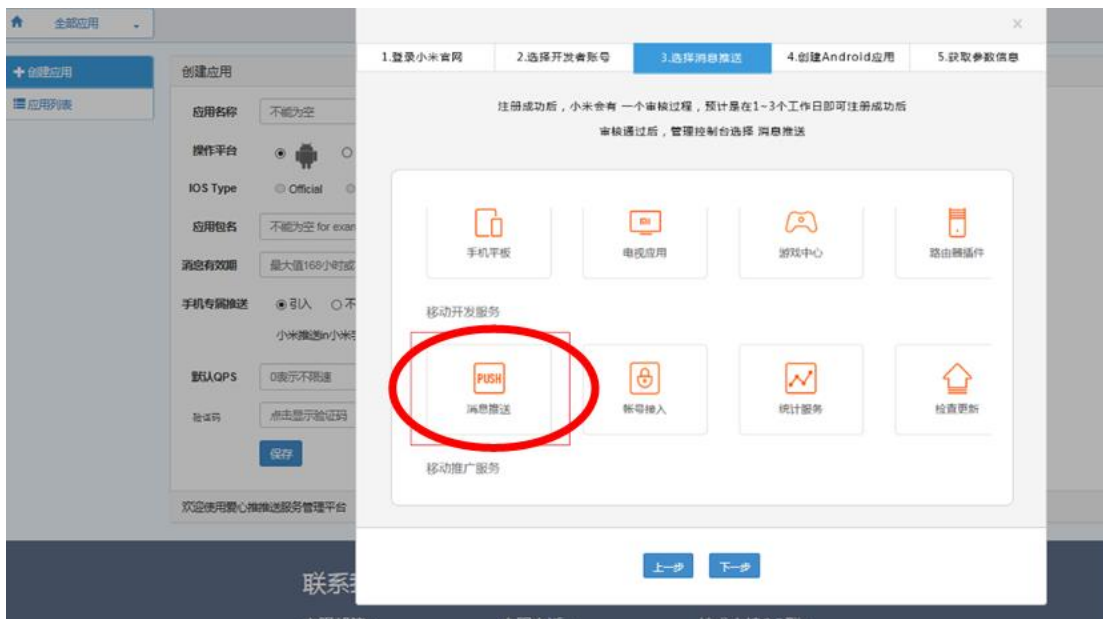 全部应用
创建应用
应用列表
创建应用
应用名称 不能为空
操作平台
IOS Type Official
应用包名 不能为空 for exam
消息有效期 最大值168小时或
手机专属推送 引入 不
小米推送in小米
默认QPS 0表示不限速
验证码 点击显示验证码
保存
欢迎使用爱心推推送服务管理平台
联系
1.登录小米官网 2.选择开发者账号 3.选择消息推送 4.创建Android应用 5.获取参数信息
注册成功后,小米会有 一个审核过程,预计是在1~3个工作日即可注册成功后
审核通过后,管理控制台选择 消息推送
手机平板 电视应用 游戏中心 路由器插件
移动开发服务
PUSH
消息推送 帐号接入 统计服务 检查更新
移动推广服务
上一步 下一步